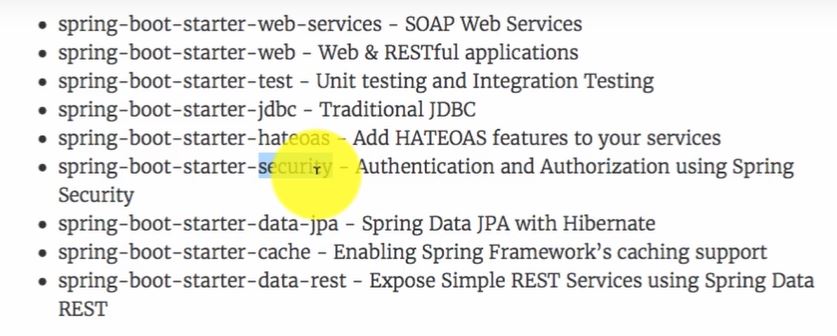 • spring-boot-starter-web-services - SOAP Web Services
• spring-boot-starter-web - Web & RESTful applications
• spring-boot-starter-test - Unit testing and Integration Testing
• spring-boot-starter-jdbc - Traditional JDBC
• spring-boot-starter-hateoas - Add HATEOAS features to your services
• spring-boot-starter-security - Authentication and Authorization using Spring
Security
• spring-boot-starter-data-jpa - Spring Data JPA with Hibernate
• spring-boot-starter-cache - Enabling Spring Framework’s caching support
• spring-boot-starter-data-rest - Expose Simple REST Services using Spring Data
REST